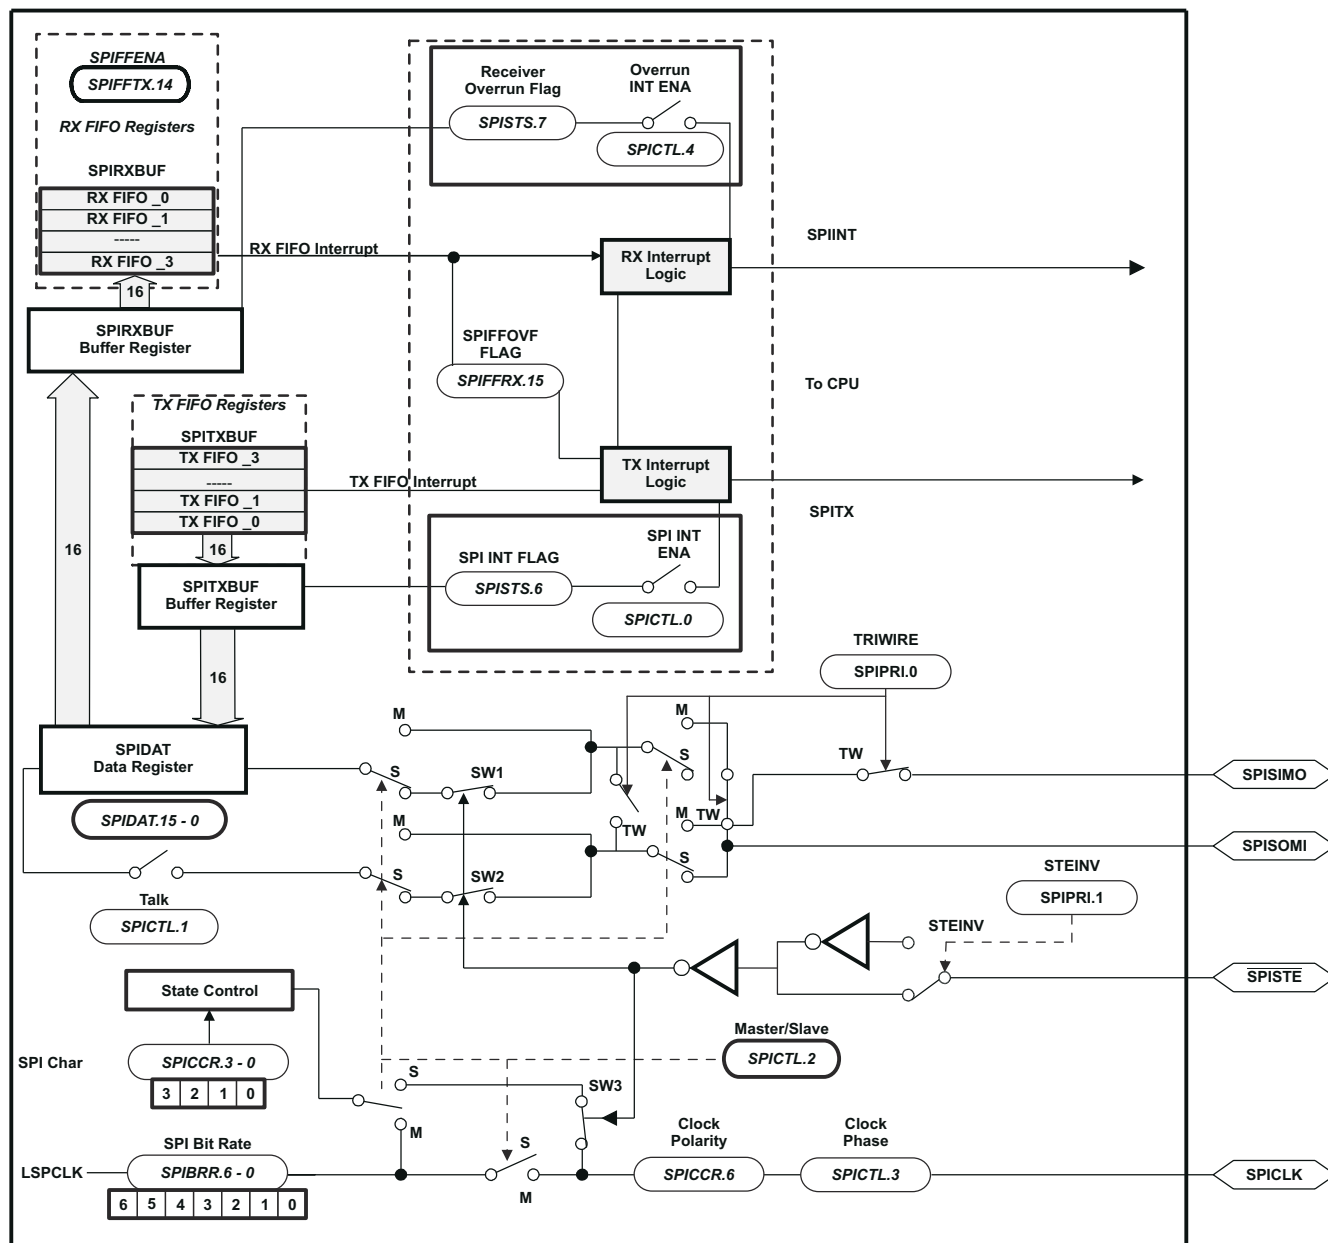 SPIFFENA
SPIFFTX.14
RX FIFO Registers
SPIRXBUF
RX FIFO _0
RX FIFO _1
-----
RX FIFO _3
16
SPIRXBUF
Buffer Register
Receiver
Overrun Flag
SPISTS.7
Overrun
INT ENA
SPICTL.4
RX FIFO Interrupt
RX Interrupt
Logic
SPIINT
SPIFFOVF
FLAG
SPIFFRX.15
To CPU
TX FIFO Registers
SPITXBUF
TX FIFO _3
-----
TX FIFO _1
TX FIFO _0
16
TX FIFO Interrupt
TX Interrupt
Logic
SPITX
16
SPITXBUF
Buffer Register
SPI INT FLAG
SPISTS.6
SPI INT
ENA
SPICTL.0
16
TRIWIRE
SPIPRI.0
SPIDAT
Data Register
SPIDAT.15 - 0
M
S
SW1
M
S
TW
SPISIMO
M
S
SW2
TW
M
TW
S
SPISOMI
Talk
SPICTL.1
STEINV
SPIPRI.1
STEINV
SPISTE
State Control
Master/Slave
SPICTL.2
SPI Char
SPICCR.3 - 0
3 2 1 0
S
M
SW3
SPI Bit Rate
LSPCLK
SPIBRR.6 - 0
6 5 4 3 2 1 0
S
M
Clock
Polarity
SPICCR.6
Clock
Phase
SPICTL.3
SPICLK